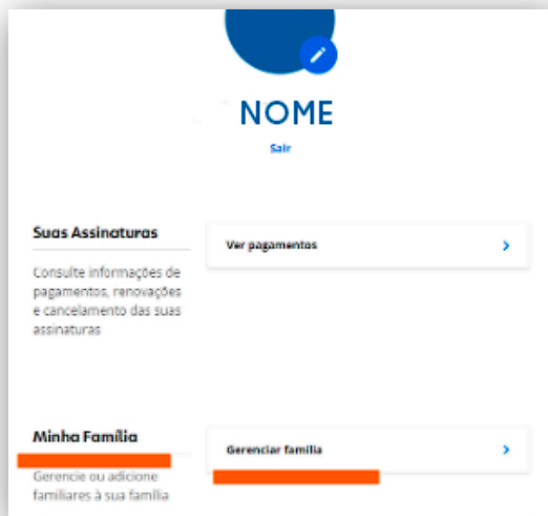 NOME
Sair
Suas Assinaturas
Ver pagamentos
Consulte informações de
pagamentos, renovações
e cancelamento das suas
assinaturas
Minha Família
Gerenciar família
Gerencie ou adicione
familiares à sua família